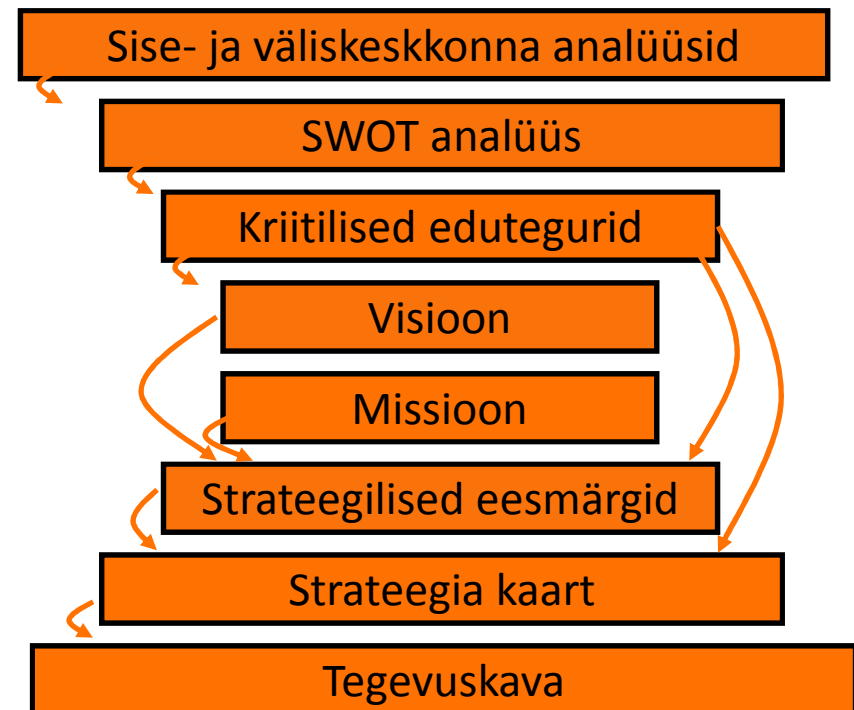 Sise- ja väliskeskkonna analüüsid
SWOT analüüs
Kriitilised edutegurid
Visioon
Missioon
Strateegilised eesmärgid
Strateegia kaart
Tegevuskava